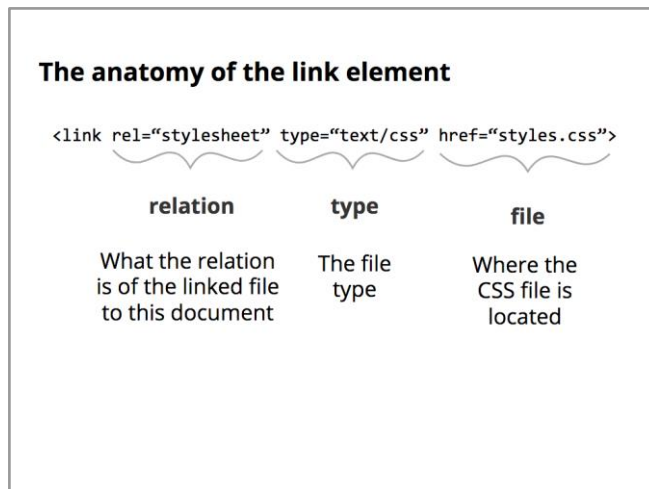 The anatomy of the link element
<link rel=“stylesheet” type=“text/css” href=“styles.css”>
relation
What the relation
is of the linked file
to this document
type
The file
type
file
Where the
CSS file is
located